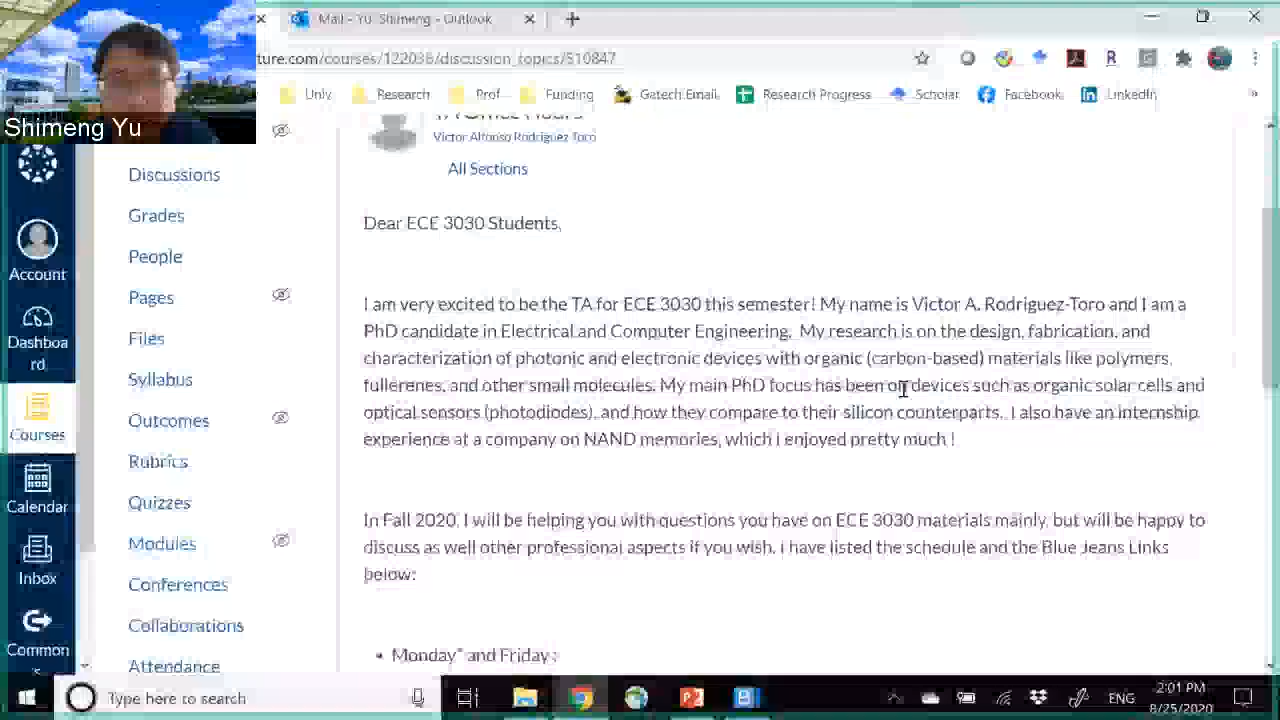 Mail - Yu, Shimeng - Outlook
ture.com/courses/122036/discussion_topics/510847
Univ
Research
Prof
Funding
Gatech Email
Research Progress
Scholar
Facebook
LinkedIn
Shimeng Yu
TA Office Hours
Victor Alfonso Rodriguez Toro
All Sections
Account
Dashboa
rd
Courses
Calendar
Inbox
Common
s
Discussions
Grades
People
Pages
Files
Syllabus
Outcomes
Rubrics
Quizzes
Modules
Conferences
Collaborations
Attendance
Dear ECE 3030 Students,
I am very excited to be the TA for ECE 3030 this semester! My name is Victor A. Rodriguez-Toro and I am a
PhD candidate in Electrical and Computer Engineering. My research is on the design, fabrication, and
characterization of photonic and electronic devices with organic (carbon-based) materials like polymers,
fullerenes, and other small molecules. My main PhD focus has been on devices such as organic solar cells and
optical sensors (photodiodes), and how they compare to their silicon counterparts. I also have an internship
experience at a company on NAND memories, which I enjoyed pretty much !
In Fall 2020, I will be helping you with questions you have on ECE 3030 materials mainly, but will be happy to
discuss as well other professional aspects if you wish. I have listed the schedule and the Blue Jeans Links
below:
• Monday* and Friday :
Type here to search
ENG
2:01 PM
8/25/2020